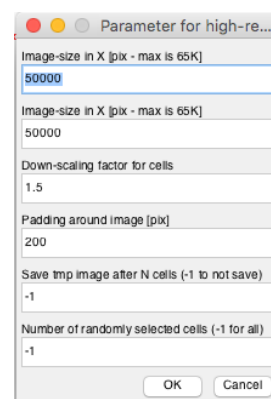 Parameter for high-re...
Image-size in X [pix - max is 65K]
50000
Image-size in X [pix - max is 65K]
50000
Down-scaling factor for cells
1.5
Padding around image [pix]
200
Save tmp image after N cells (-1 to not save)
-1
Number of randomly selected cells (-1 for all)
-1
OK Cancel